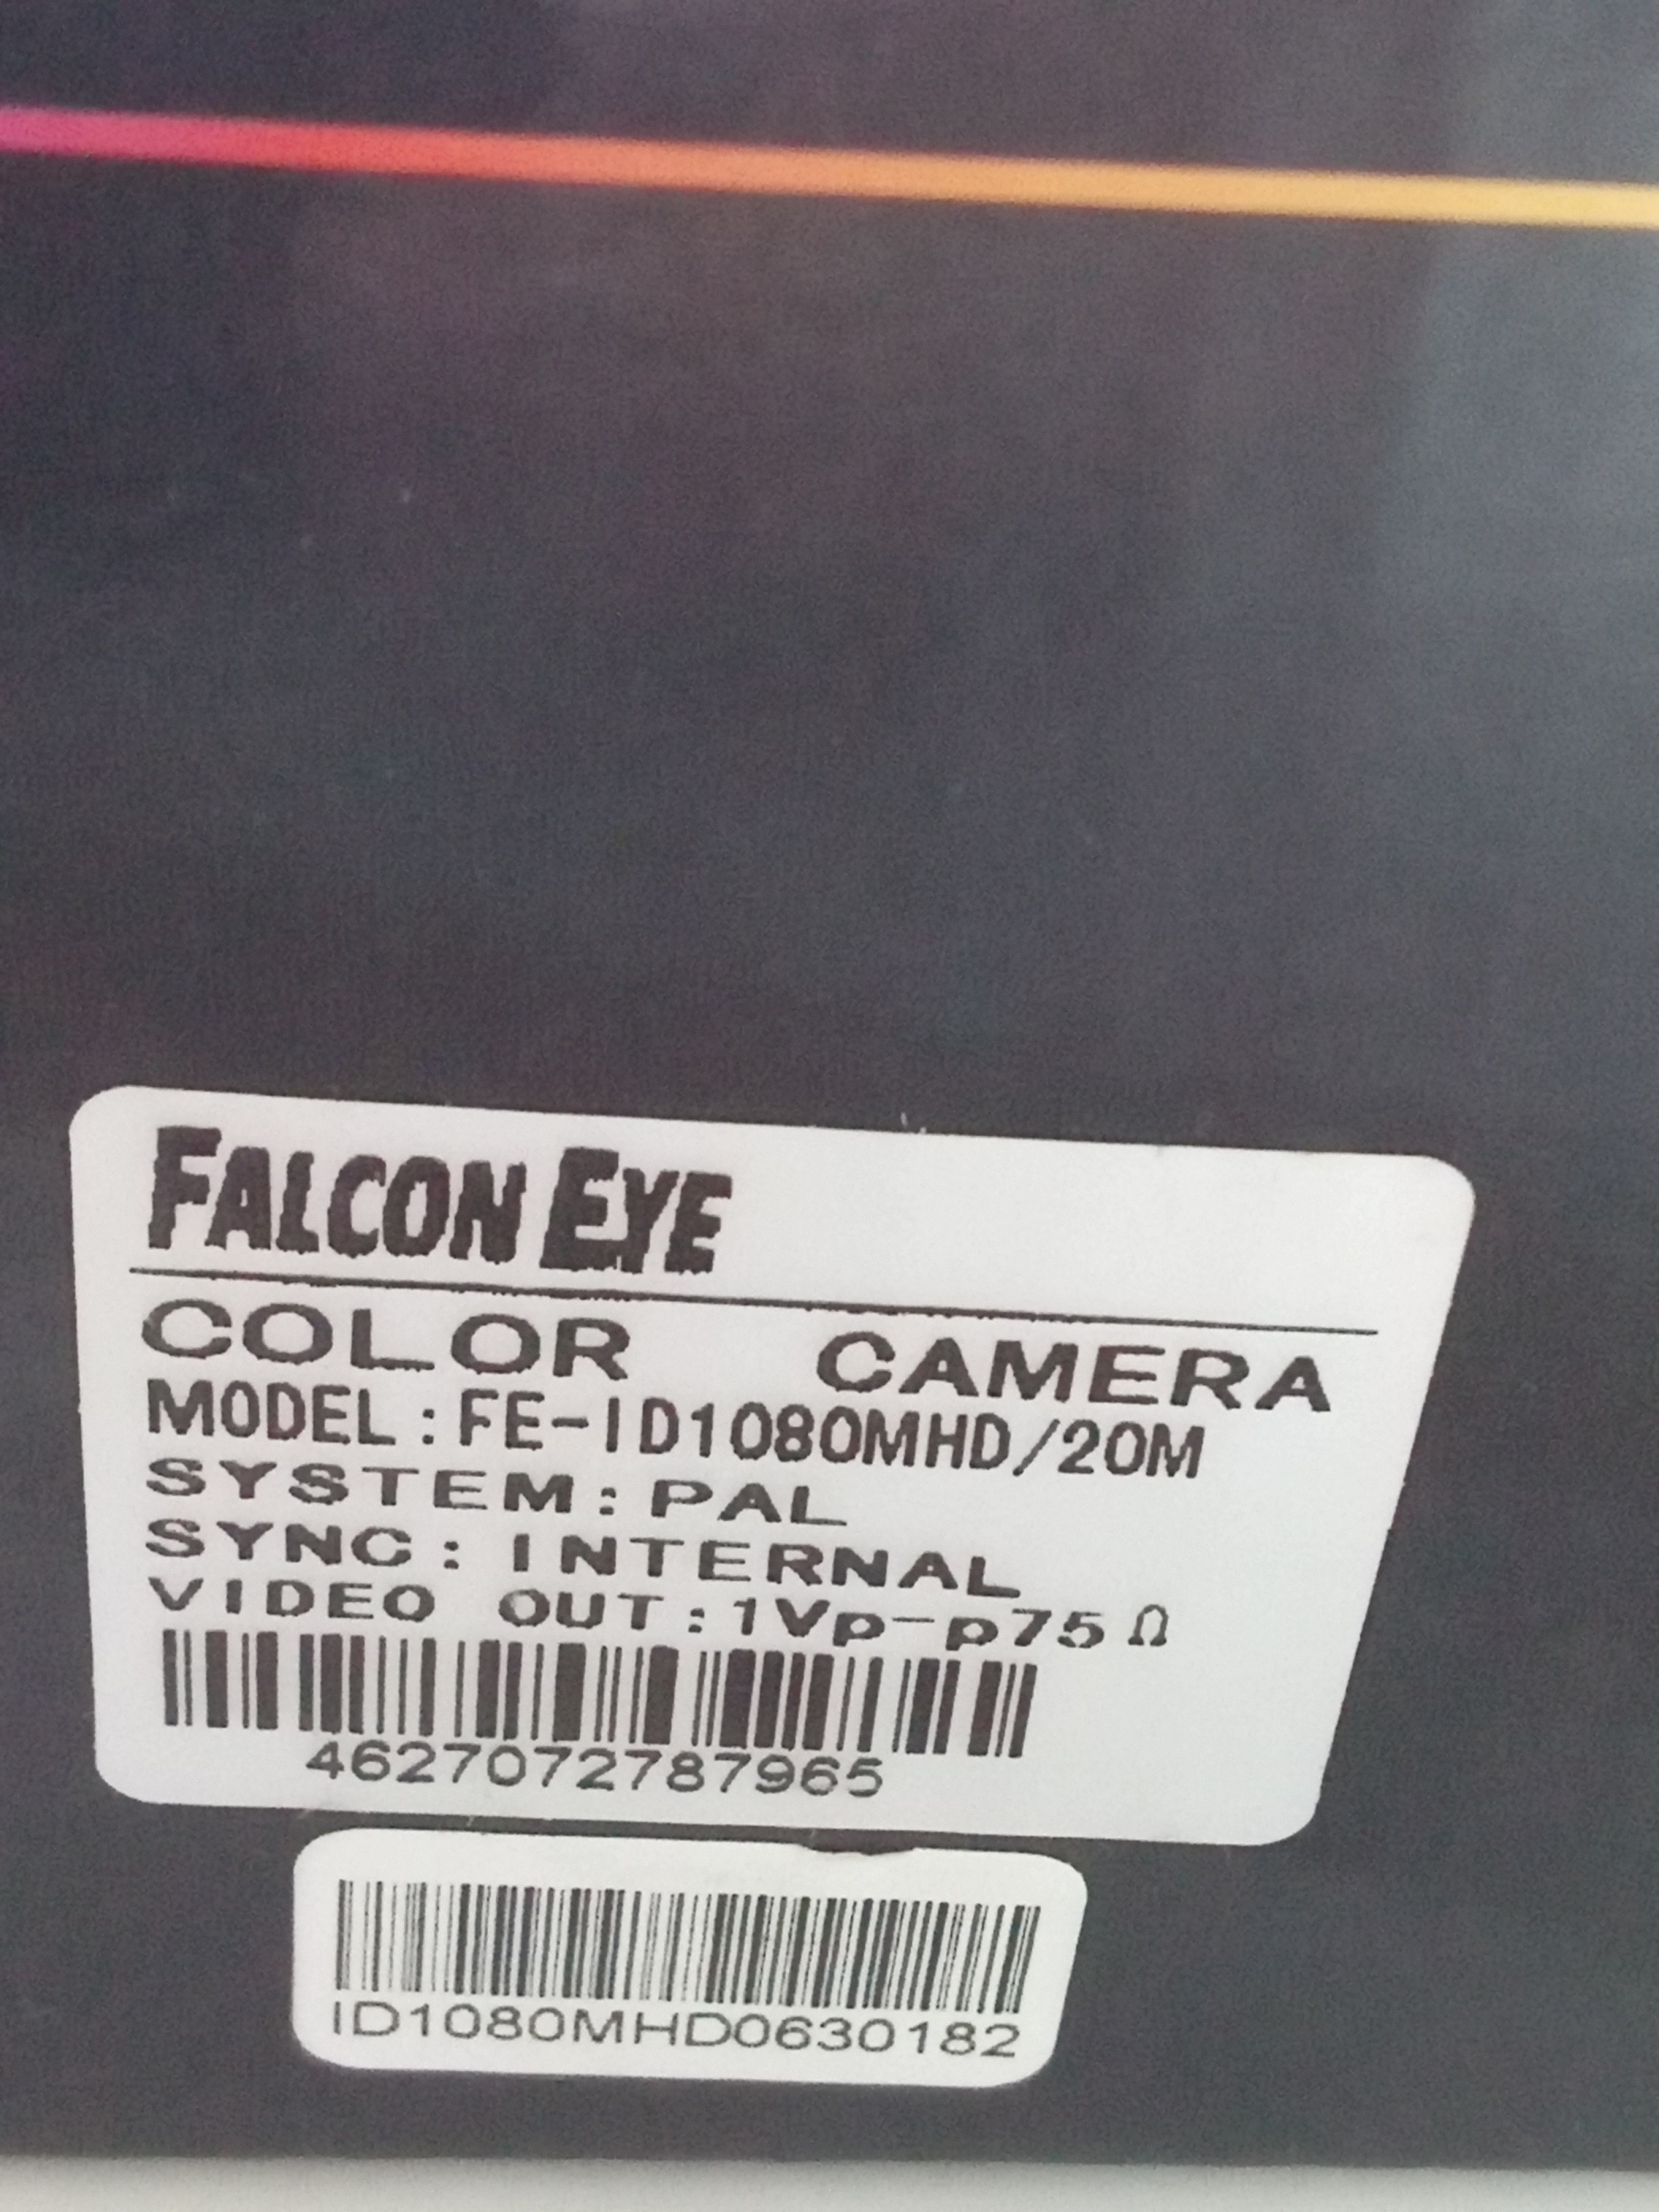 FALCON EYE
COLOR CAMERA
MODEL:FE-ID1080MHD/20M
SYSTEM:PAL
SYNC: INTERNAL
VIDEO OUT:1Vp-p75Ω
4627072787965
ID1080MHD0630182